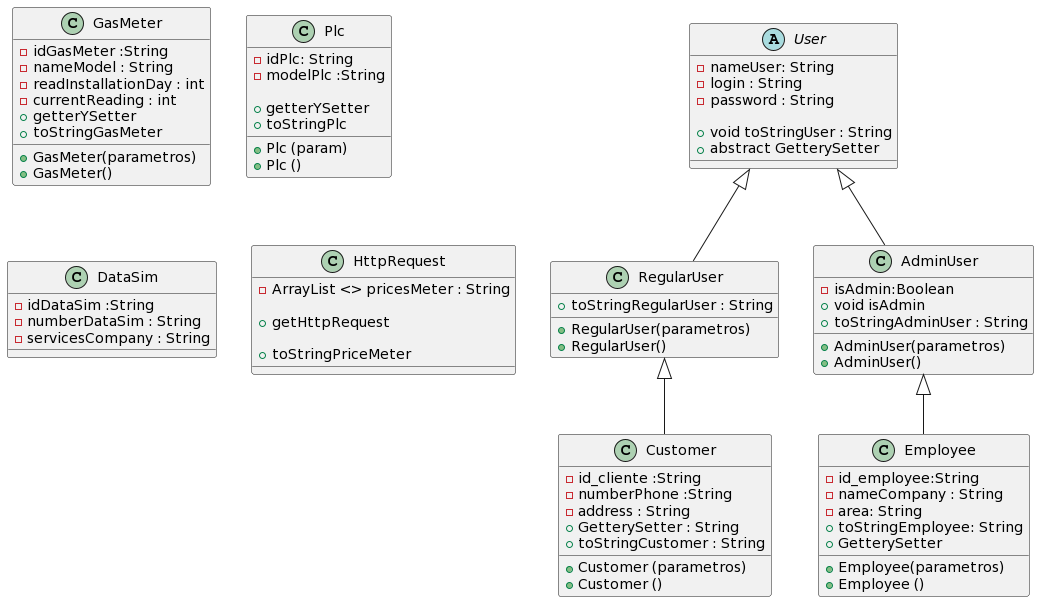 C GasMeter
idGasMeter :String
nameModel : String
readInstallationDay : int
currentReading : int
getterYSetter
toStringGasMeter
GasMeter(parametros)
GasMeter()
C Plc
idPlc: String
modelPlc :String
getterYSetter
toStringPlc
Plc (param)
Plc ()
A User
nameUser: String
login : String
password : String
void toStringUser : String
abstract GetterySetter
C DataSim
idDataSim :String
numberDataSim : String
servicesCompany : String
C HttpRequest
ArrayList <> pricesMeter : String
getHttpRequest
toStringPriceMeter
C RegularUser
toStringRegularUser : String
RegularUser(parametros)
RegularUser()
C AdminUser
isAdmin:Boolean
void isAdmin
toStringAdminUser : String
AdminUser(parametros)
AdminUser()
C Customer
id_cliente :String
numberPhone :String
address : String
GetterySetter : String
toStringCustomer : String
Customer (parametros)
Customer ()
C Employee
id_employee:String
nameCompany : String
area: String
toStringEmployee: String
GetterySetter
Employee(parametros)
Employee ()